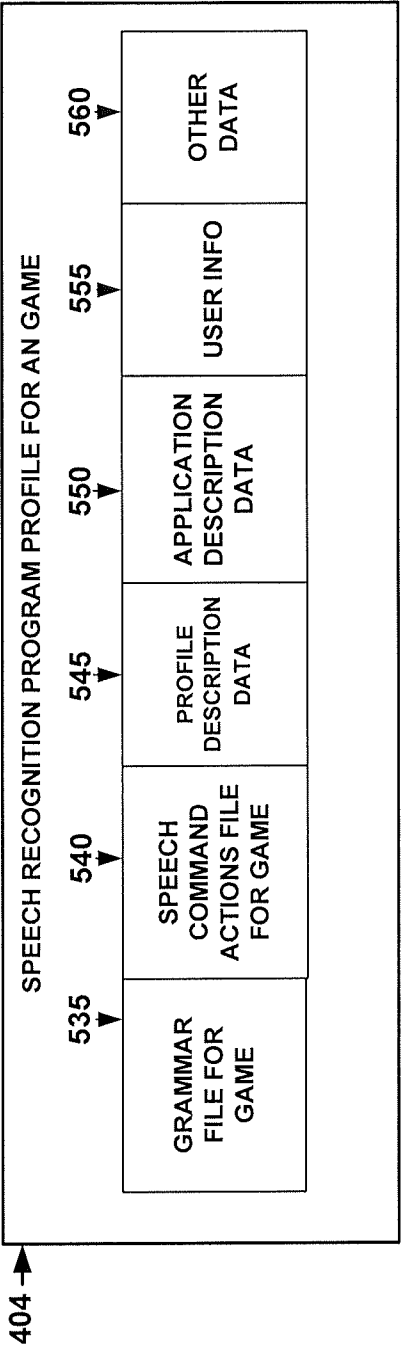 404
SPEECH RECOGNITION PROGRAM PROFILE FOR AN GAME
535
540
545
550
555
560
GRAMMAR
FILE FOR
GAME
SPEECH
COMMAND
ACTIONS FILE
FOR GAME
PROFILE
DESCRIPTION
DATA
APPLICATION
DESCRIPTION
DATA
USER INFO
OTHER
DATA